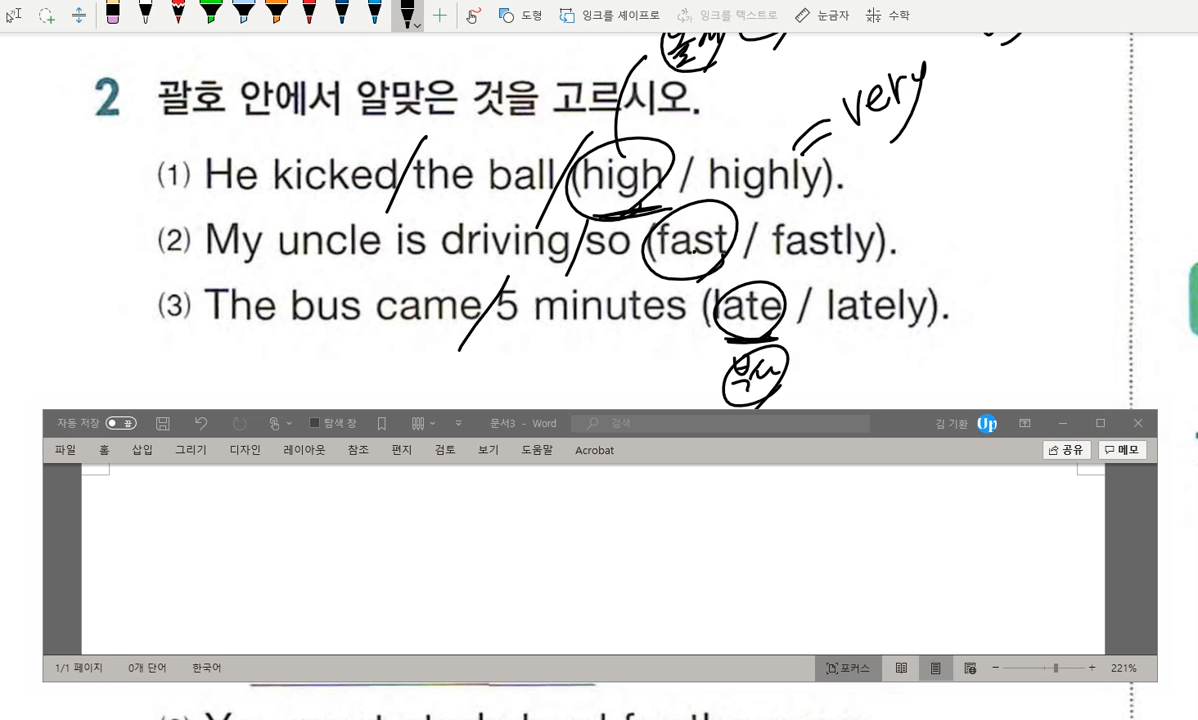 도형 잉크를 셰이프로 잉크를 텍스트로 눈금자 수학
very
2 괄호 안에서 알맞은 것을 고르시오.
(1) He kicked the ball (high / highly).
(2) My uncle is driving so (fast / fastly).
(3) The bus came 5 minutes (late / lately).
부사
자동 저장 끔 탐색 창 문서3 - Word 검색 김 기환 Up
파일 홈 삽입 그리기 디자인 레이아웃 참조 편지 검토 보기 도움말 Acrobat 공유 메모
1/1 페이지 0개 단어 한국어 포커스 221%